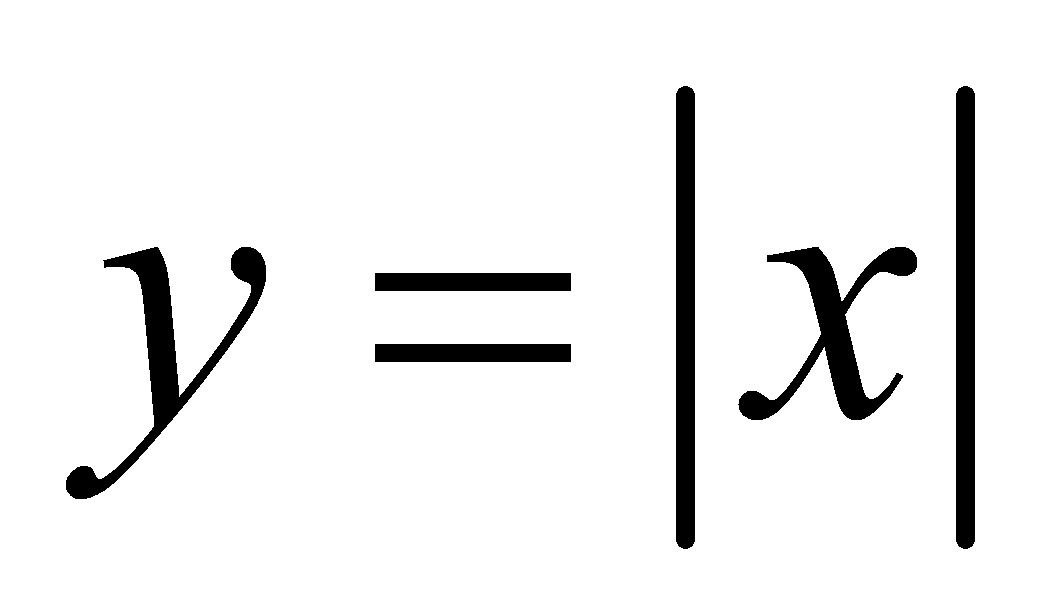 y = |x|